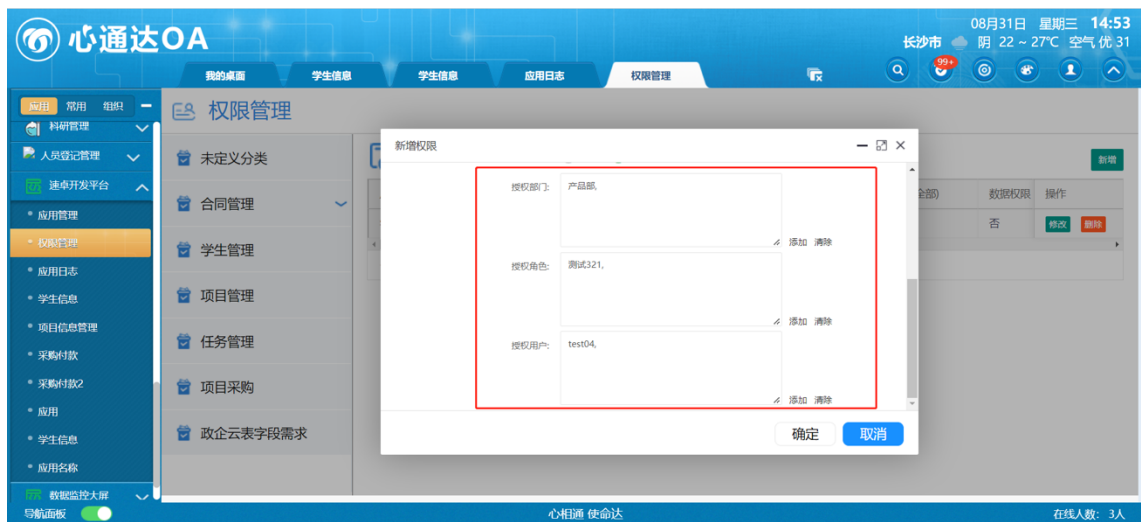 心通达OA
08月31日 星期三 14:53
长沙市 阴 22 ~ 27℃ 空气 优 31
我的桌面 学生信息 学生信息 应用日志 权限管理
99+
应用 常用 组织
科研管理
人员登记管理
速卓开发平台
应用管理
权限管理
应用日志
学生信息
项目信息管理
采购付款
采购付款2
应用
学生信息
应用名称
数据监控大屏
权限管理
未定义分类
合同管理
学生管理
项目管理
任务管理
项目采购
政企云表字段需求
新增
全部) 数据权限 操作
否 修改 删除
新增权限
授权部门: 产品部,
添加 清除
授权角色: 测试321,
添加 清除
授权用户: test04,
添加 清除
确定 取消
导航面板 心相通 使命达 在线人数: 3人